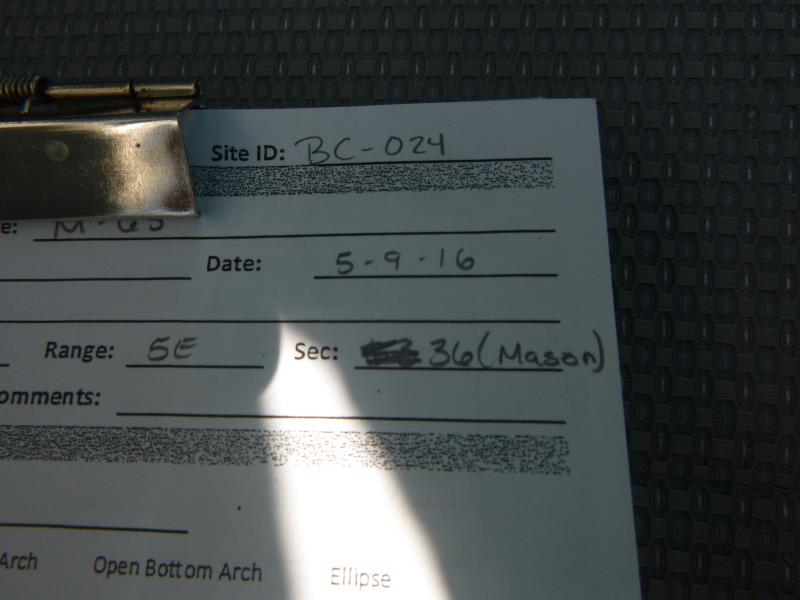 Site ID: BC-024
e: M-65
Date: 5-9-16
Range: 5E Sec: 36 (Mason)
omments:
Arch Open Bottom Arch Ellipse